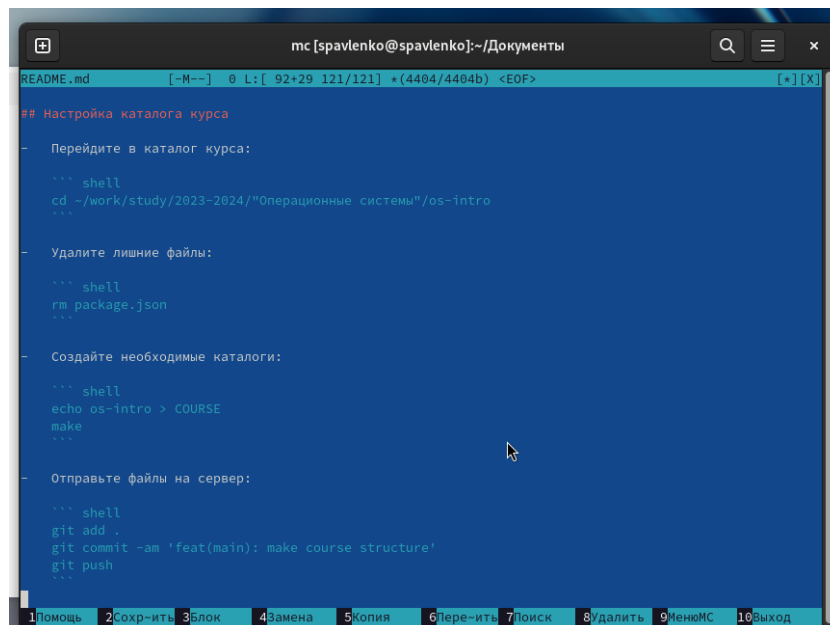 mc [spavlenko@spavlenko]:~/Документы
README.md [-M--] 0 L:[ 92+29 121/121] *(4404/4404b) <EOF> [*][X]
## Настройка каталога курса
- Перейдите в каталог курса:
``` shell
cd ~/work/study/2023-2024/"Операционные системы"/os-intro
```
- Удалите лишние файлы:
``` shell
rm package.json
```
- Создайте необходимые каталоги:
``` shell
echo os-intro > COURSE
make
```
- Отправьте файлы на сервер:
``` shell
git add .
git commit -am 'feat(main): make course structure'
git push
```
1Помощь 2Сохр~ить 3Блок 4Замена 5Копия 6Пере~ить 7Поиск 8Удалить 9МенюМС 10Выход